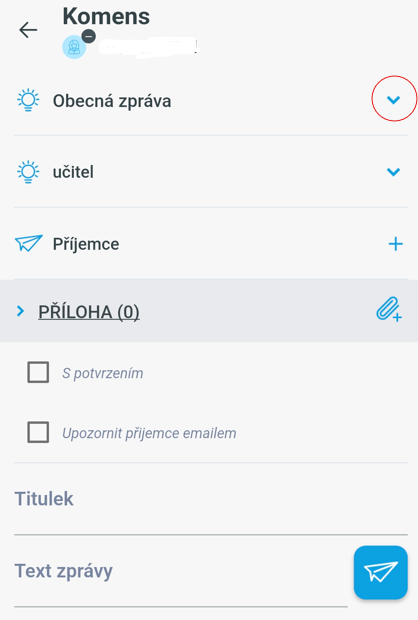 Komens
Obecná zpráva
učitel
Příjemce
PŘÍLOHA (0)
S potvrzením
Upozornit příjemce emailem
Titulek
Text zprávy